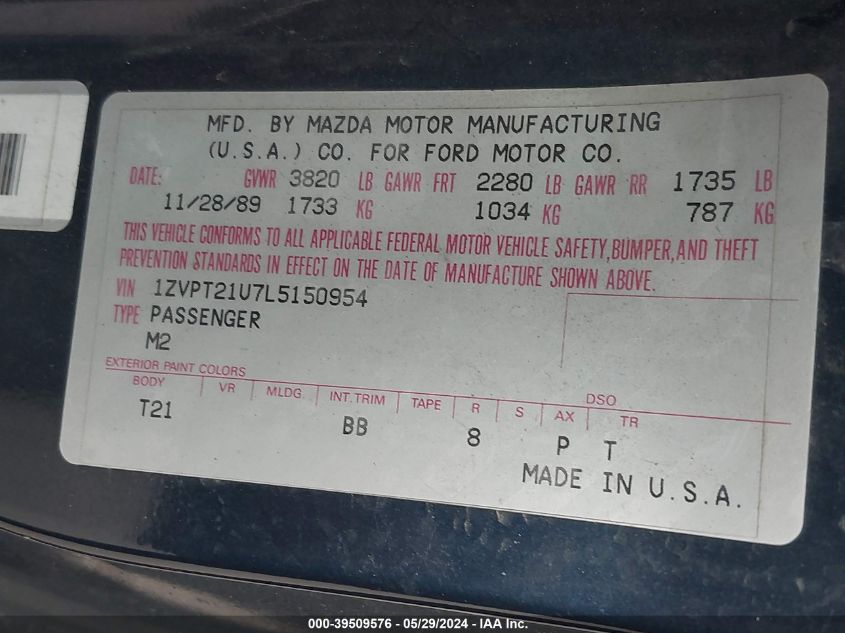 MFD. BY MAZDA MOTOR MANUFACTURING
(U.S.A.) CO. FOR FORD MOTOR CO.
DATE: GVWR 3820 LB GAWR FRT 2280 LB GAWR RR 1735 LB
11/28/89 1733 KG 1034 KG 787 KG
THIS VEHICLE CONFORMS TO ALL APPLICABLE FEDERAL MOTOR VEHICLE SAFETY, BUMPER, AND THEFT
PREVENTION STANDARDS IN EFFECT ON THE DATE OF MANUFACTURE SHOWN ABOVE.
VIN 1ZVPT21U7L5150954
TYPE PASSENGER
M2
EXTERIOR PAINT COLORS DSO
BODY VR MLDG INT. TRIM TAPE R S AX TR
T21 BB 8 P T
MADE IN U.S.A.
000-39509576 - 05/29/2024 - IAA Inc.